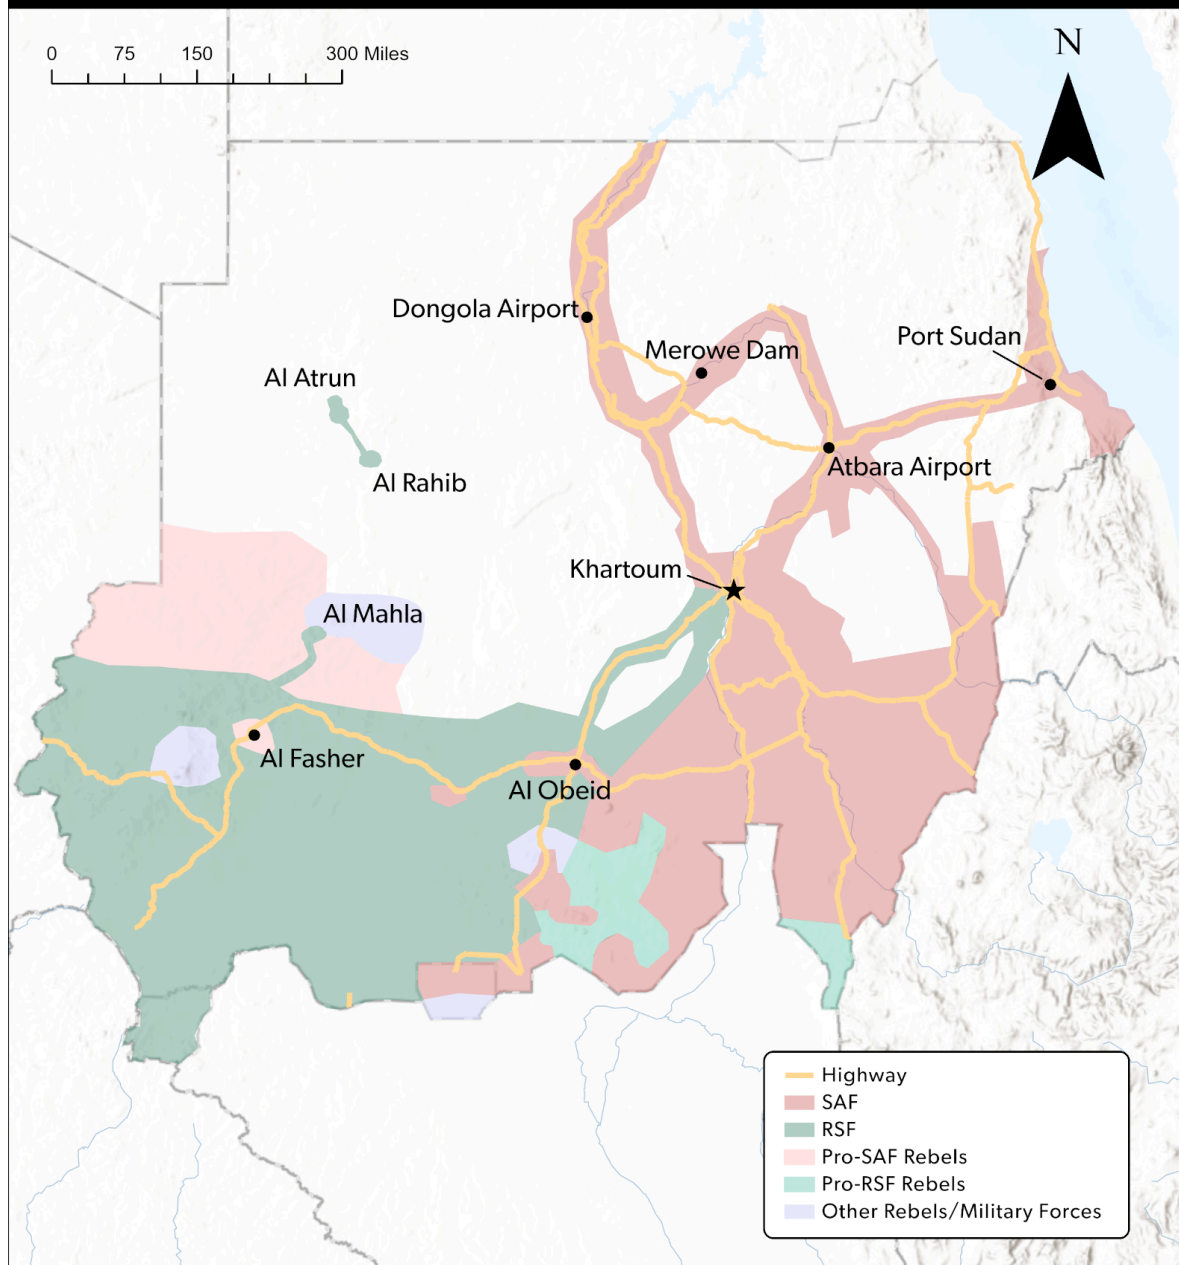 0 75 150 300 Miles
N
Dongola Airport
Merowe Dam
Port Sudan
Al Atrun
Al Rahib
Atbara Airport
Khartoum
Al Mahla
Al Fasher
Al Obeid
Highway
SAF
RSF
Pro-SAF Rebels
Pro-RSF Rebels
Other Rebels/Military Forces